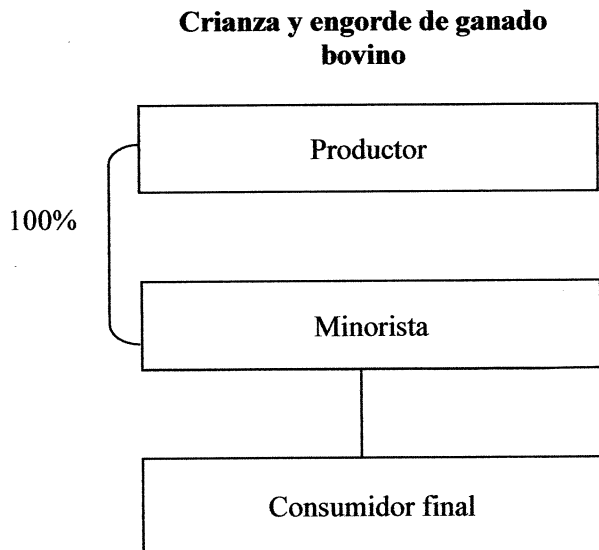 Crianza y engorde de ganado
bovino
Productor
100%
Minorista
Consumidor final